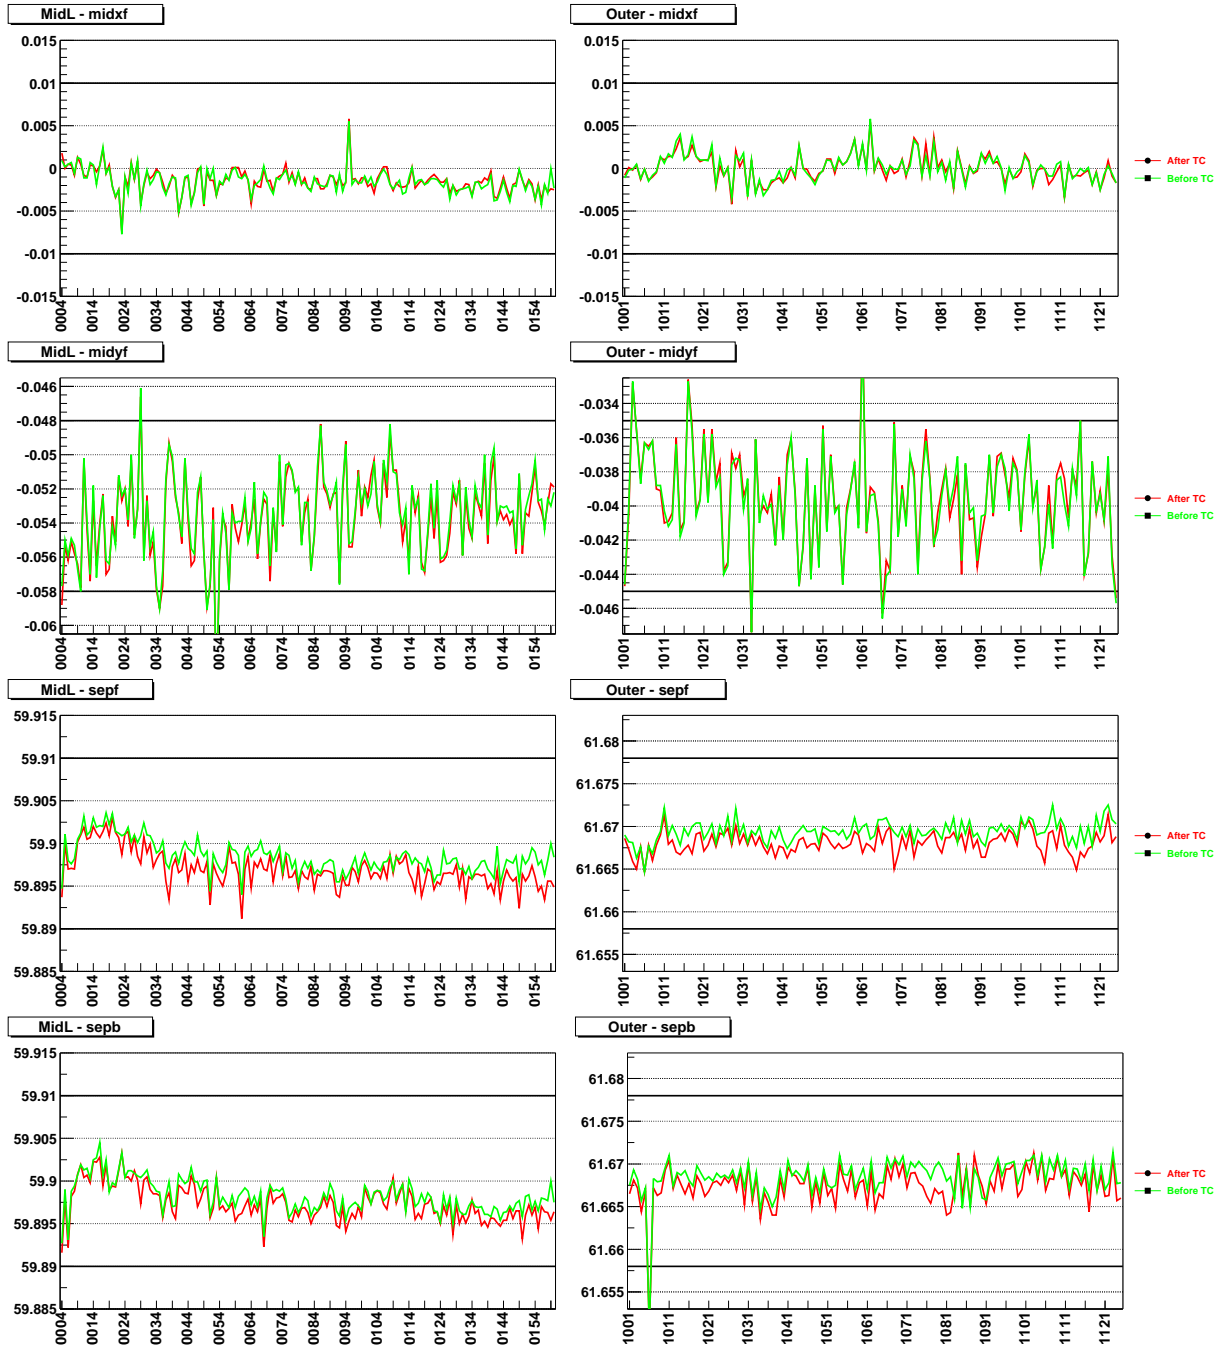 MidL - midxf
0.015
0.01
0.005
0
-0.005
-0.01
-0.015
0004 0014 0024 0034 0044 0054 0064 0074 0084 0094 0104 0114 0124 0134 0144 0154
Outer - midxf
0.015
0.01
0.005
0
-0.005
-0.01
-0.015
1001 1011 1021 1031 1041 1051 1061 1071 1081 1091 1101 1111 1121
After TC
Before TC
MidL - midyf
-0.046
-0.048
-0.05
-0.052
-0.054
-0.056
-0.058
-0.06
0004 0014 0024 0034 0044 0054 0064 0074 0084 0094 0104 0114 0124 0134 0144 0154
Outer - midyf
-0.034
-0.036
-0.038
-0.04
-0.042
-0.044
-0.046
1001 1011 1021 1031 1041 1051 1061 1071 1081 1091 1101 1111 1121
After TC
Before TC
MidL - sepf
59.915
59.91
59.905
59.9
59.895
59.89
59.885
0004 0014 0024 0034 0044 0054 0064 0074 0084 0094 0104 0114 0124 0134 0144 0154
Outer - sepf
61.68
61.675
61.67
61.665
61.66
61.655
1001 1011 1021 1031 1041 1051 1061 1071 1081 1091 1101 1111 1121
After TC
Before TC
MidL - sepb
59.915
59.91
59.905
59.9
59.895
59.89
59.885
0004 0014 0024 0034 0044 0054 0064 0074 0084 0094 0104 0114 0124 0134 0144 0154
Outer - sepb
61.68
61.675
61.67
61.665
61.66
61.655
1001 1011 1021 1031 1041 1051 1061 1071 1081 1091 1101 1111 1121
After TC
Before TC